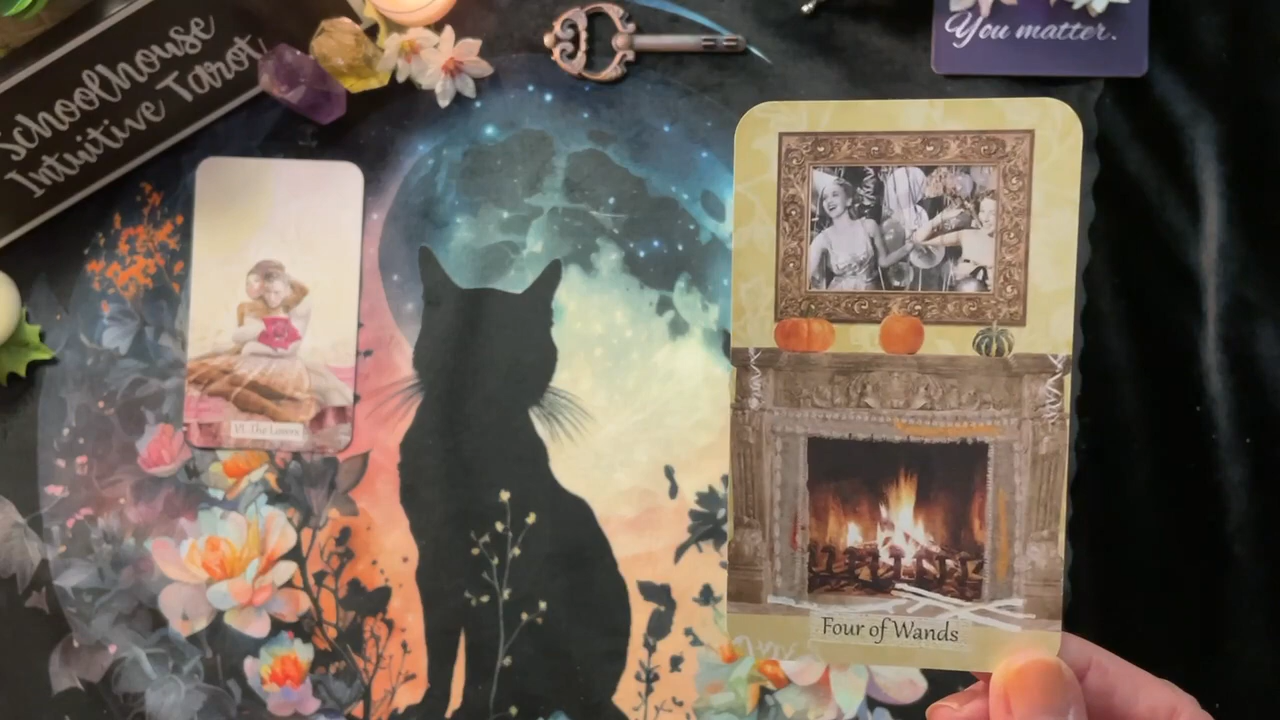 Schoolhouse
Intuitive Tarot
You matter.
VI. The Lovers
Four of Wands